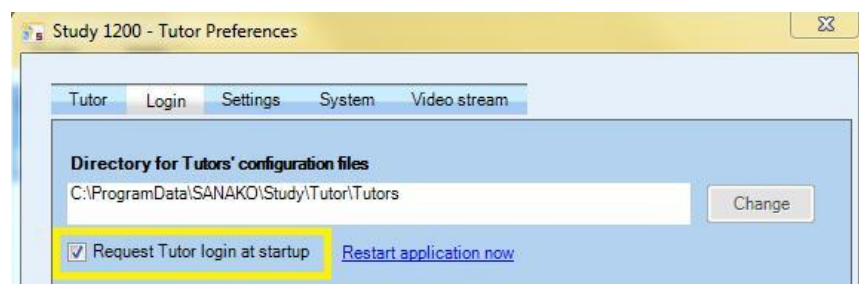 Study 1200 - Tutor Preferences
Tutor Login Settings System Video stream
Directory for Tutors' configuration files
C:\ProgramData\SANAKO\Study\Tutor\Tutors
Change
Request Tutor login at startup Restart application now